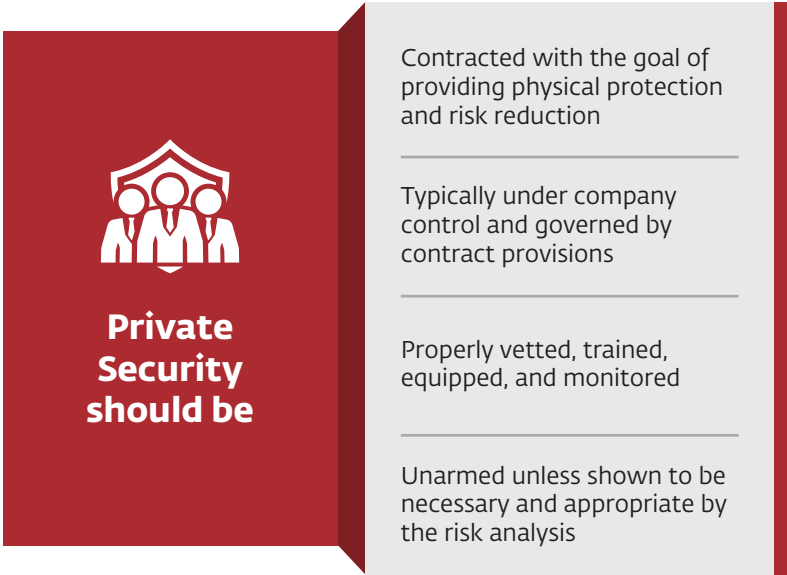 Private
Security
should be
Contracted with the goal of
providing physical protection
and risk reduction
Typically under company
control and governed by
contract provisions
Properly vetted, trained,
equipped, and monitored
Unarmed unless shown to be
necessary and appropriate by
the risk analysis